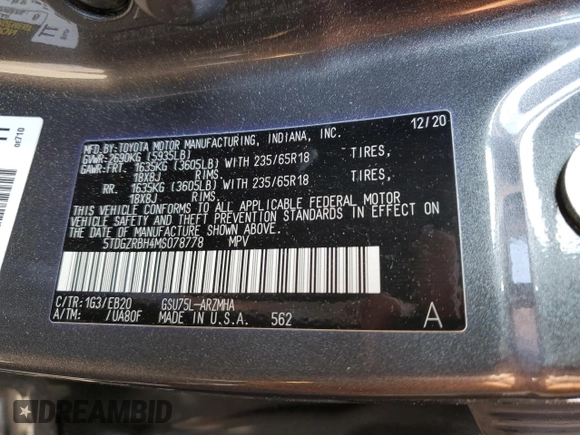 MFD.BY:TOYOTA MOTOR MANUFACTURING, INDIANA, INC. 12/20
GVWR:2690KG (5935LB)
GAWR:FRT. 1635KG (3605LB) WITH 235/65R18 TIRES,
18X8J RIMS
RR. 1635KG (3605LB) WITH 235/65R18 TIRES,
18X8J RIMS
THIS VEHICLE CONFORMS TO ALL APPLICABLE FEDERAL MOTOR
VEHICLE SAFETY AND THEFT PREVENTION STANDARDS IN EFFECT ON
THE DATE OF MANUFACTURE SHOWN ABOVE.
5TDGZRBH4MS078778 MPV
C/TR:1G3/EB20 GSU75L-ARZMHA
A/TM: /UA80F MADE IN U.S.A. 562 A
DREAMBID